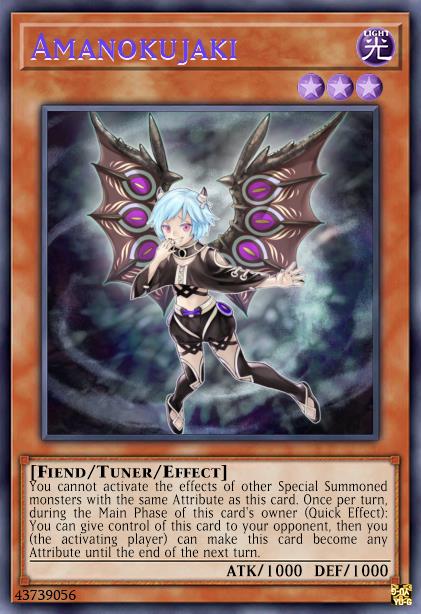 AMANOKUJAKI
LIGHT
光
[FIEND/TUNER/EFFECT]
You cannot activate the effects of other Special Summoned
monsters with the same Attribute as this card. Once per turn,
during the Main Phase of this card's owner (Quick Effect):
You can give control of this card to your opponent, then you
(the activating player) can make this card become any
Attribute until the end of the next turn.
ATK/1000 DEF/1000
43739056